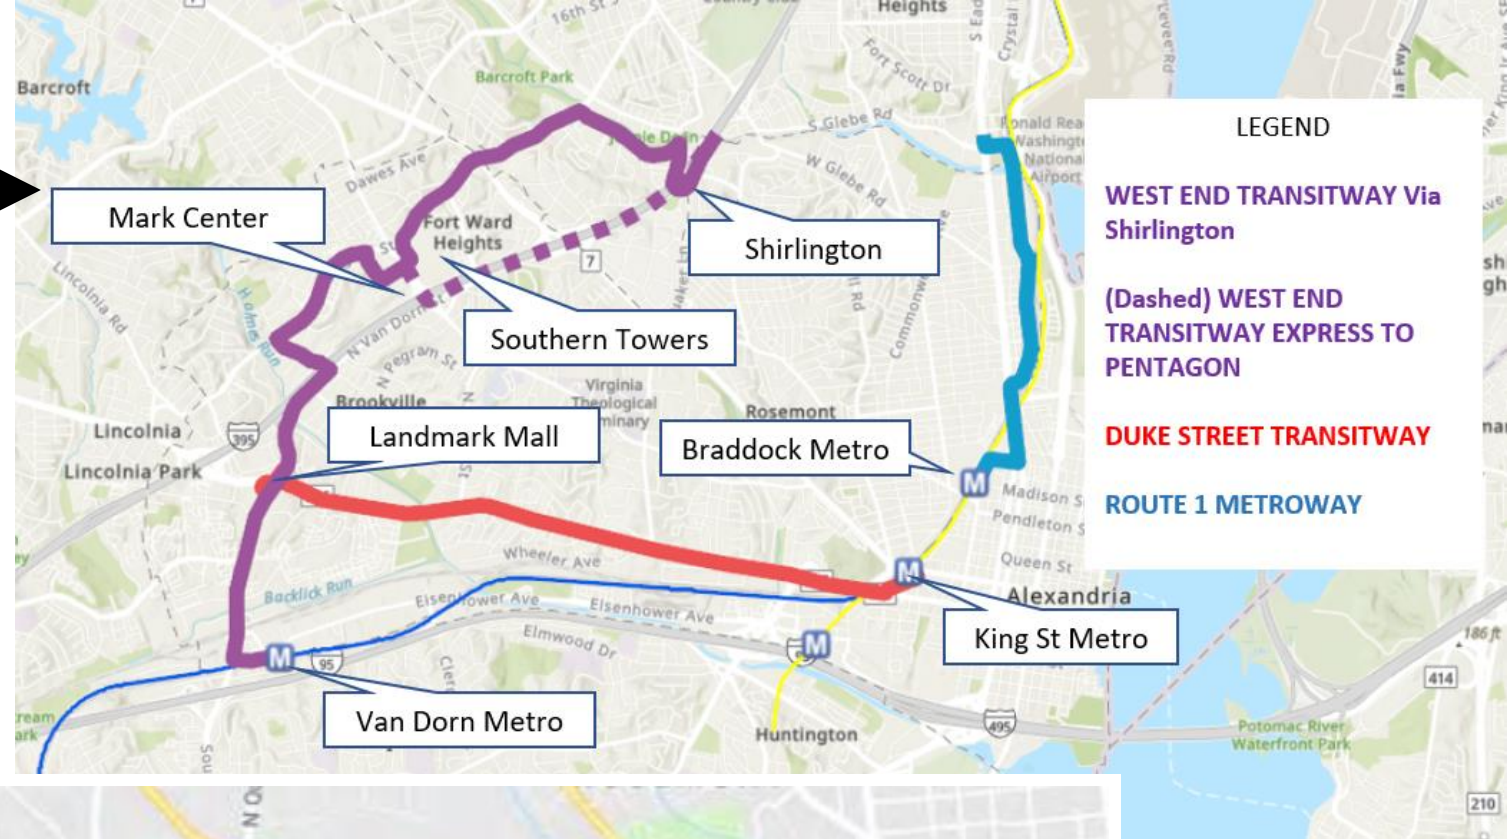 16th St S
Heights
Barcroft
Barcroft Park
Fort Scott Dr
S Glebe Rd
W Glebe Rd
Dawes Ave
LEGEND
WEST END TRANSITWAY Via
Shirlington
(Dashed) WEST END
TRANSITWAY EXPRESS TO
PENTAGON
DUKE STREET TRANSITWAY
ROUTE 1 METROWAY
Mark Center
Fort Ward
Heights
Shirlington
7
Southern Towers
Lincolnia Rd
Holmes Run
N Van Dorn St
N Pegram St
Virginia
Theological
Rosemont
Brookville
Landmark Mall
Braddock Metro
Lincolnia
395
Lincolnia Park
M
Madison S
Pendleton S
Queen St
Wheeler Ave
M
Alexandria
Backlick Run
Eisenhower Ave
Eisenhower Ave
King St Metro
Elmwood Dr
M
M
95
Van Dorn Metro
Huntington
495
186 ft
414
Potomac River
Waterfront Park
210